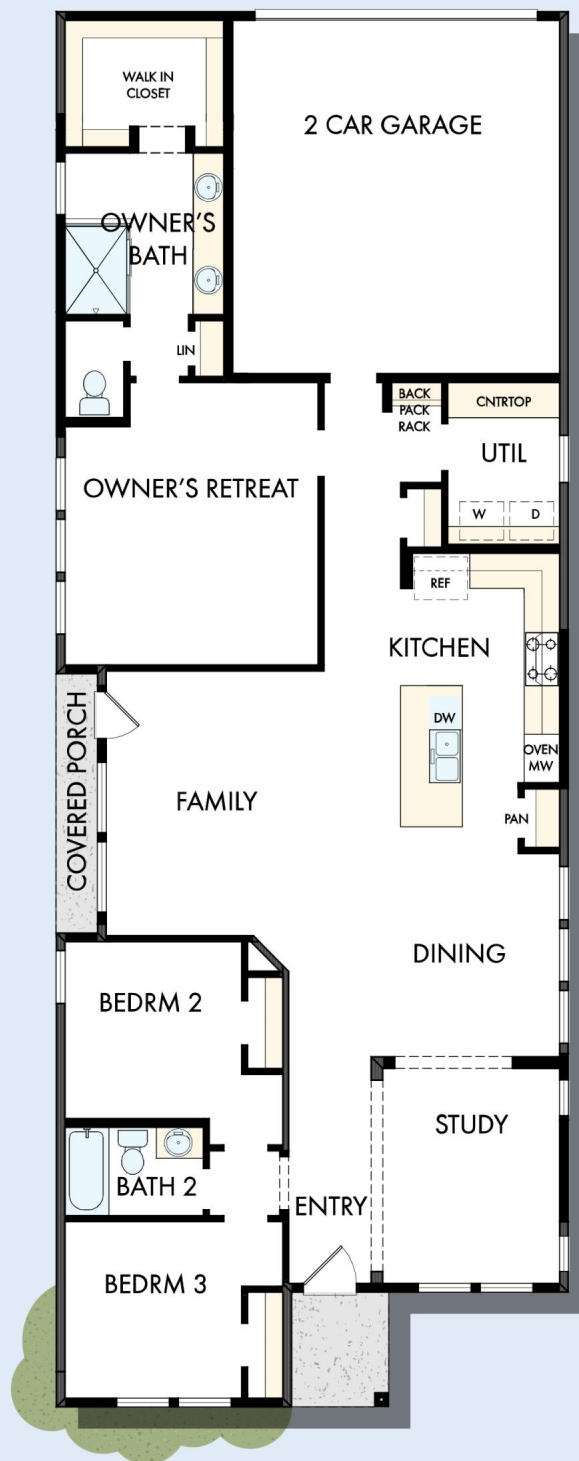 WALK IN
CLOSET
2 CAR GARAGE
OWNER'S
BATH
LIN
BACK
PACK
RACK
CNTRTOP
UTIL
W
D
OWNER'S RETREAT
REF
KITCHEN
DW
OVEN
MW
COVERED PORCH
FAMILY
PAN
DINING
BEDRM 2
STUDY
BATH 2
ENTRY
BEDRM 3